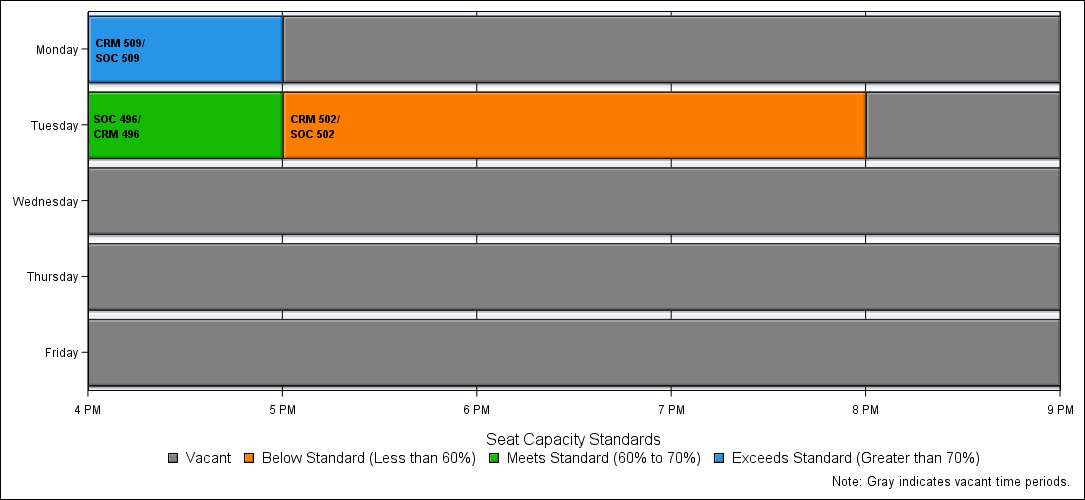 Monday
CRM 509/
SOC 509
Tuesday
SOC 496/
CRM 496
CRM 502/
SOC 502
Wednesday
Thursday
Friday
4 PM 5 PM 6 PM 7 PM 8 PM 9 PM
Seat Capacity Standards
Vacant Below Standard (Less than 60%) Meets Standard (60% to 70%) Exceeds Standard (Greater than 70%)
Note: Gray indicates vacant time periods.